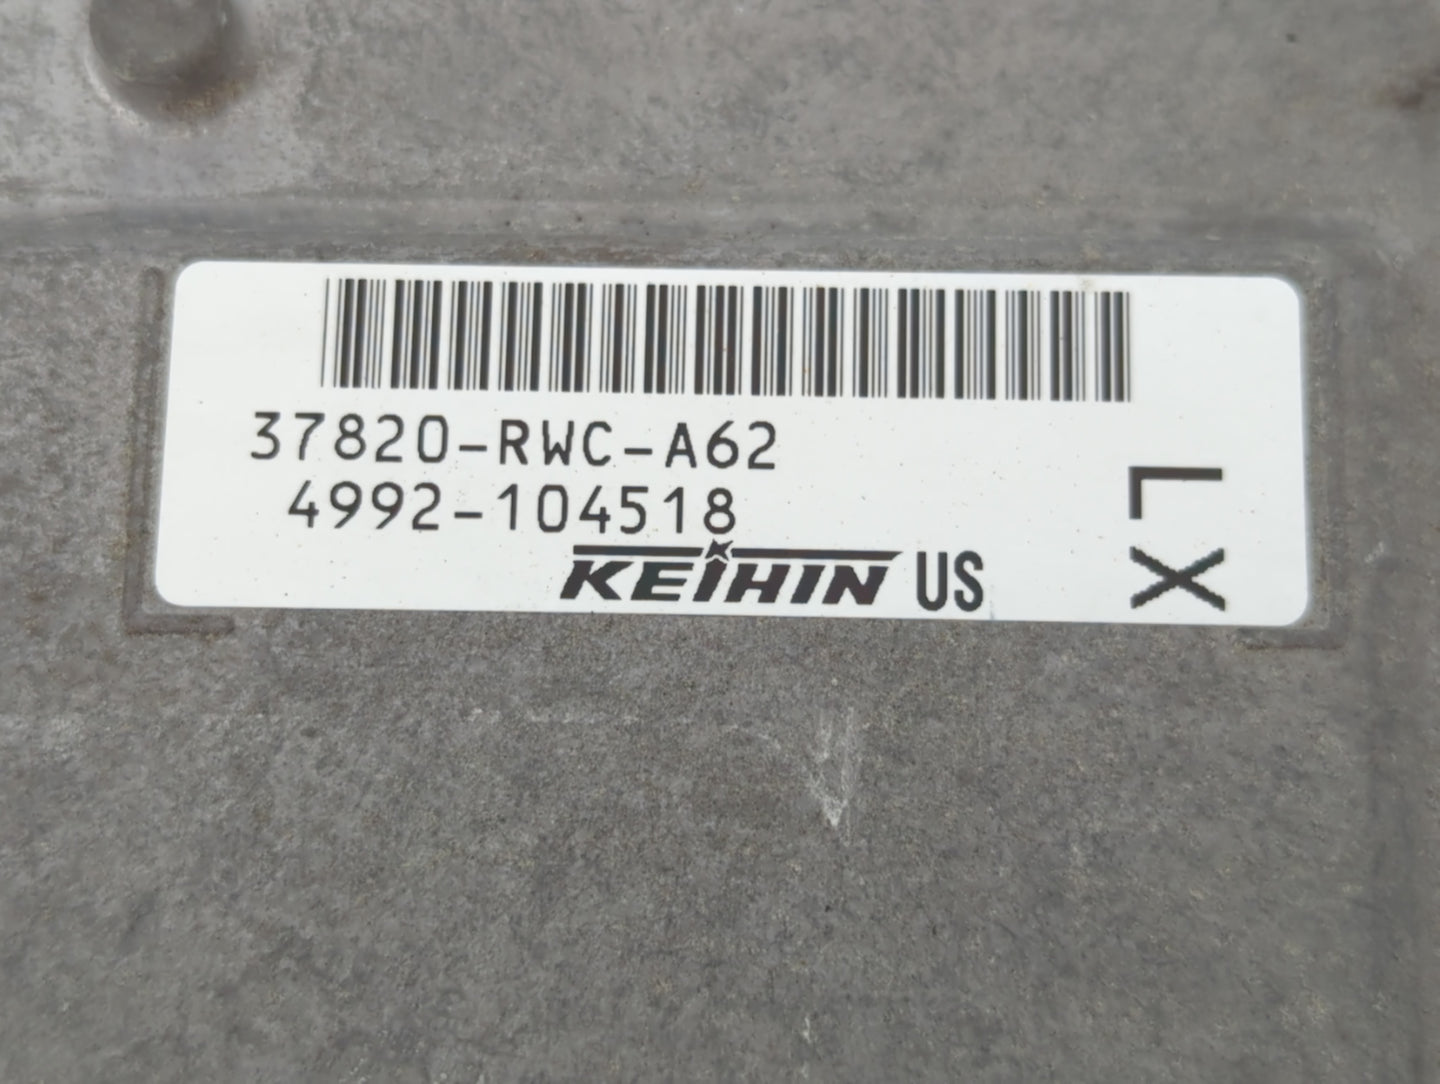 37820-RWC-A62
4992-104518
KEIHIN US
LX